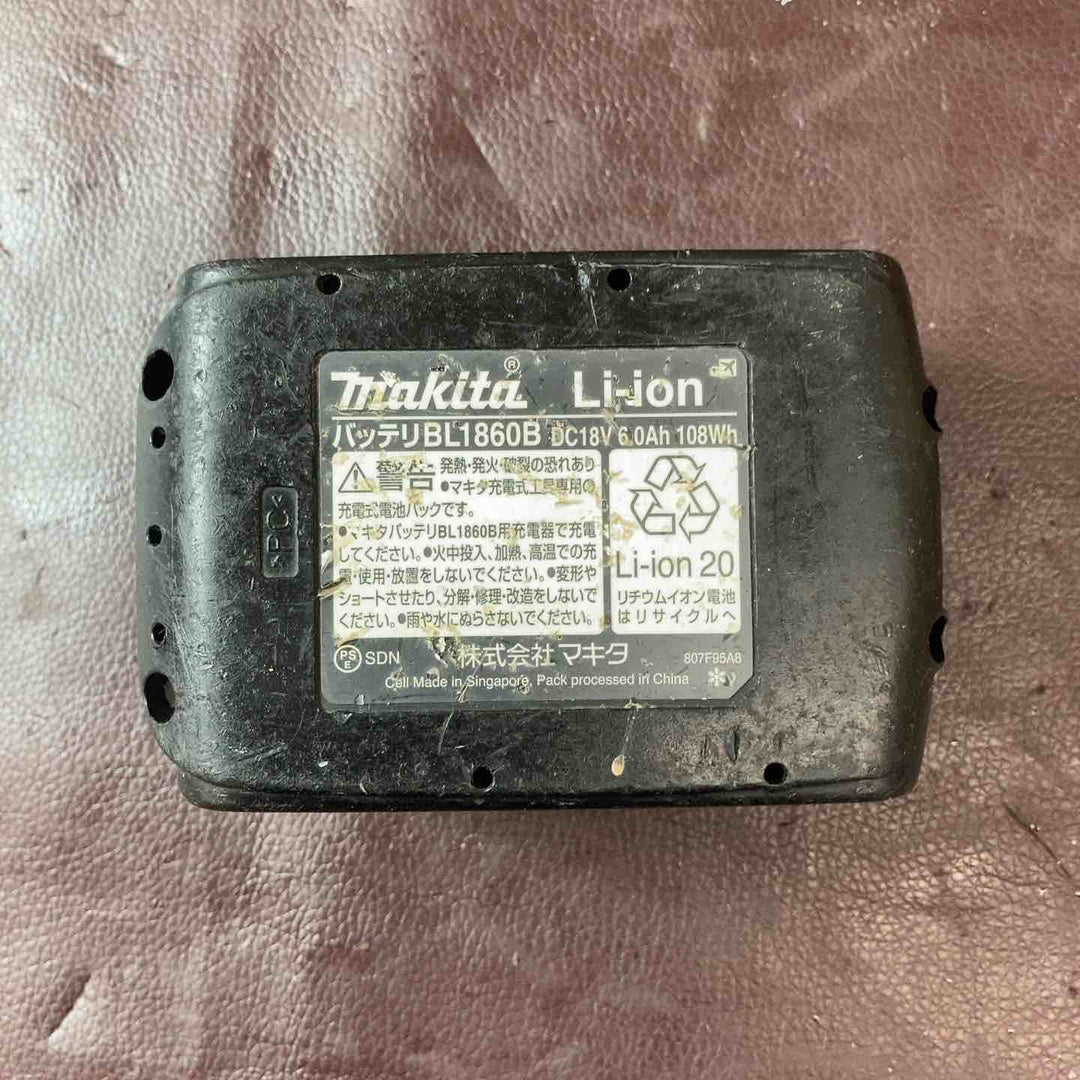 makita® Li-ion
バッテリBL1860B DC18V 6.0Ah 108Wh
警告 発熱・発火・破裂の恐れあり
●マキタ充電式工具専用の
充電式電池パックです。
●マキタバッテリBL1860B用充電器で充電
してください。●火中投入、加熱、高温での充
電・使用・放置をしないでください。●変形や
ショートさせたり、分解・修理・改造をしないで
ください。●雨や水にぬらさないでください。
Li-ion 20
リチウムイオン電池
はリサイクルへ
PSE SDN 株式会社 マキタ 807F95A8
Cell Made in Singapore, Pack processed in China
>PC<